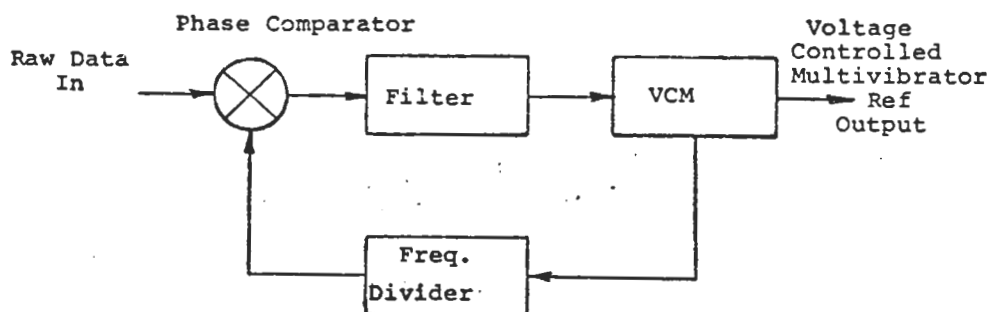 Phase Comparator
Raw Data
In
Filter
VCM
Voltage
Controlled
Multivibrator
Ref
Output
Freq.
Divider